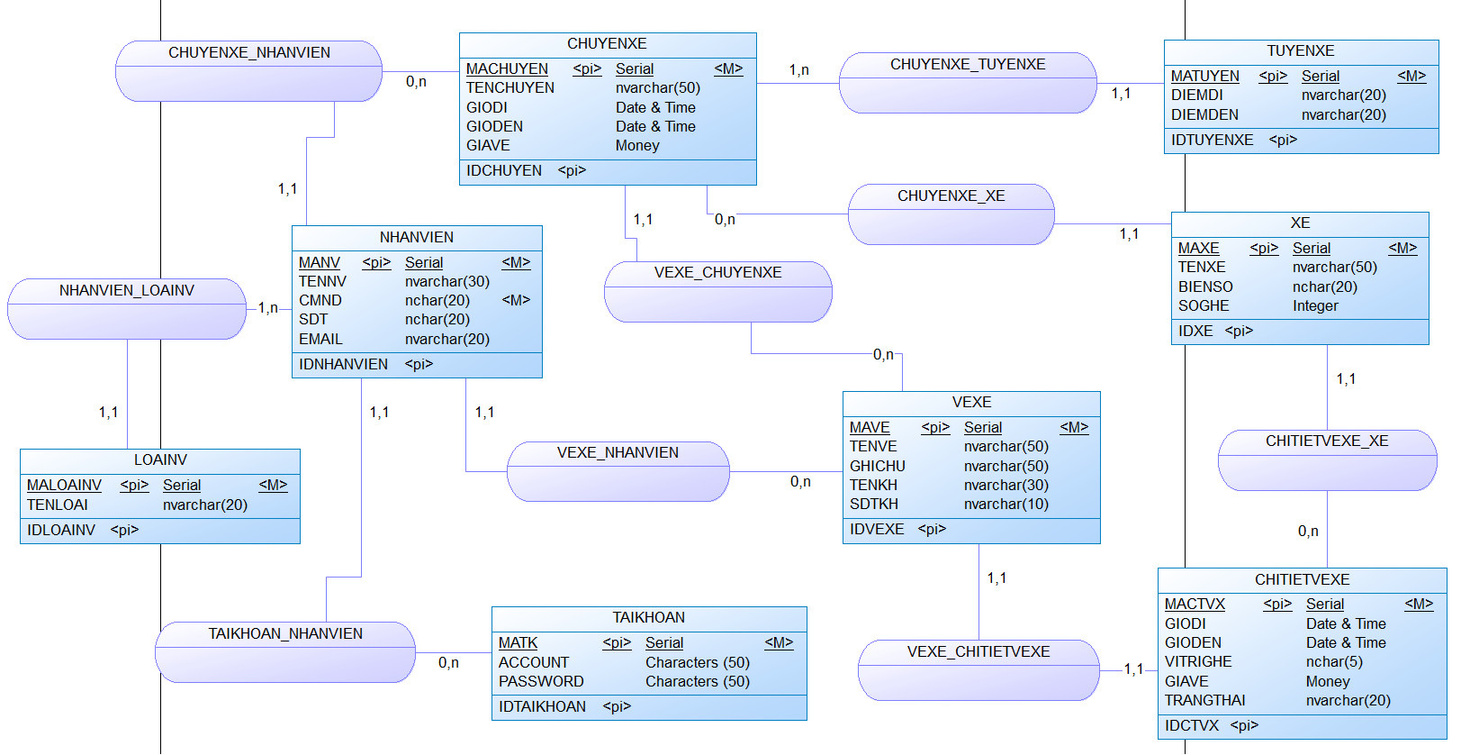 CHUYENXE_NHANVIEN
0,n
1,1
CHUYENXE
MACHUYEN <pi> Serial <M>
TENCHUYEN nvarchar(50)
GIODI Date & Time
GIODEN Date & Time
GIAVE Money
IDCHUYEN <pi>
1,n
CHUYENXE_TUYENXE
1,1
TUYENXE
MATUYEN <pi> Serial <M>
DIEMDI nvarchar(20)
DIEMDEN nvarchar(20)
IDTUYENXE <pi>
1,1
0,n
CHUYENXE_XE
1,1
XE
MAXE <pi> Serial <M>
TENXE nvarchar(50)
BIENSO nchar(20)
SOGHE Integer
IDXE <pi>
NHANVIEN
MANV <pi> Serial <M>
TENNV nvarchar(30)
CMND nchar(20) <M>
SDT nchar(20)
EMAIL nvarchar(20)
IDNHANVIEN <pi>
NHANVIEN_LOAINV
1,n
1,1
VEXE_CHUYENXE
0,n
LOAINV
MALOAINV <pi> Serial <M>
TENLOAI nvarchar(20)
IDLOAINV <pi>
1,1
1,1
VEXE_NHANVIEN
0,n
VEXE
MAVE <pi> Serial <M>
TENVE nvarchar(50)
GHICHU nvarchar(50)
TENKH nvarchar(30)
SDTKH nvarchar(10)
IDVEXE <pi>
1,1
CHITIETVEXE_XE
0,n
TAIKHOAN_NHANVIEN
0,n
TAIKHOAN
MATK <pi> Serial <M>
ACCOUNT Characters (50)
PASSWORD Characters (50)
IDTAIKHOAN <pi>
1,1
VEXE_CHITIETVEXE
1,1
CHITIETVEXE
MACTVX <pi> Serial <M>
GIODI Date & Time
GIODEN Date & Time
VITRIGHE nchar(5)
GIAVE Money
TRANGTHAI nvarchar(20)
IDCTVX <pi>